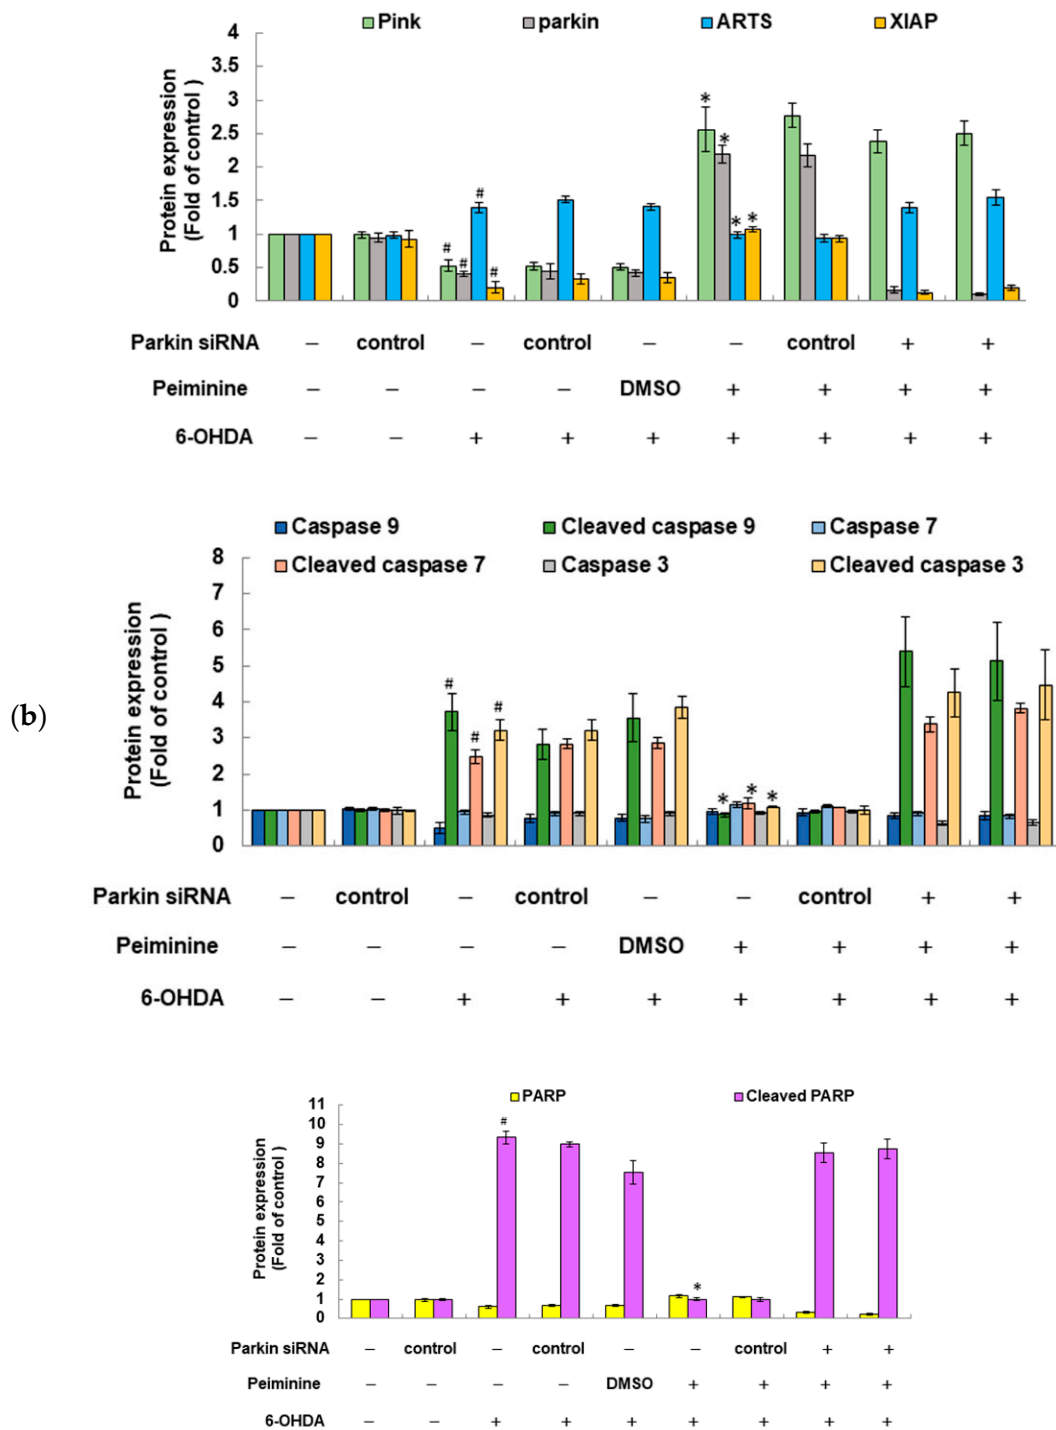 Pink parkin ARTS XIAP
Protein expression
(Fold of control )
4
3.5
3
2.5
2
1.5
1
0.5
0
# # # # * * * *
Parkin siRNA – control – control – – control + +
Peiminine – – – – DMSO + + + +
6-OHDA – – + + + + + + +
(b)
Caspase 9 Cleaved caspase 9 Caspase 7
Cleaved caspase 7 Caspase 3 Cleaved caspase 3
Protein expression
(Fold of control )
8
7
6
5
4
3
2
1
0
# # # * * *
Parkin siRNA – control – control – – control + +
Peiminine – – – – DMSO + + + +
6-OHDA – – + + + + + + +
PARP Cleaved PARP
Protein expression
(Fold of control )
11
10
9
8
7
6
5
4
3
2
1
0
# *
Parkin siRNA – control – control – – control + +
Peiminine – – – – DMSO + + + +
6-OHDA – – + + + + + + +